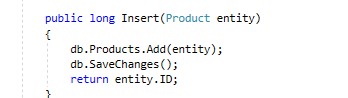 public long Insert(Product entity)
{
db.Products.Add(entity);
db.SaveChanges();
return entity.ID;
}